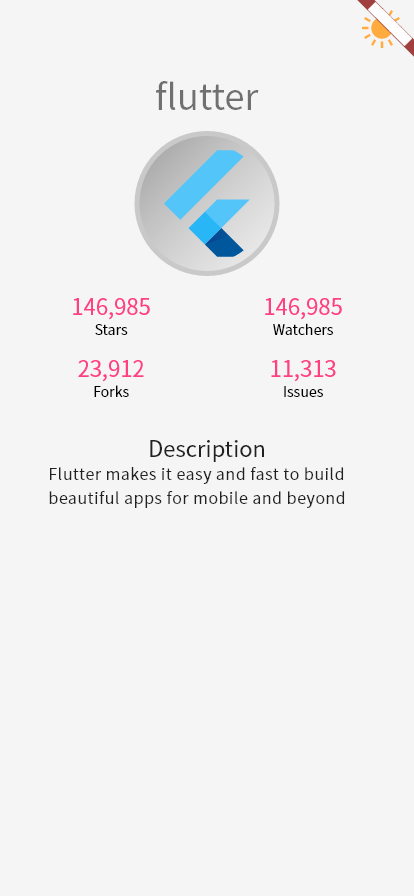 flutter
146,985 146,985
Stars Watchers
23,912 11,313
Forks Issues
Description
Flutter makes it easy and fast to build
beautiful apps for mobile and beyond